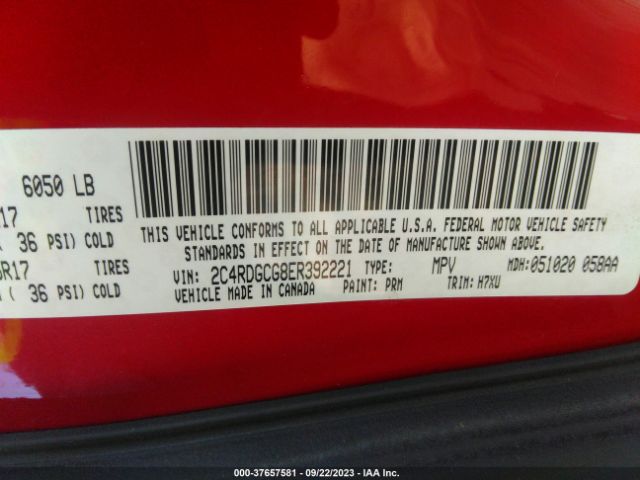 6050 LB
R17 TIRES
36 PSI) COLD
R17 TIRES
( 36 PSI) COLD
THIS VEHICLE CONFORMS TO ALL APPLICABLE U.S.A. FEDERAL MOTOR VEHICLE SAFETY
STANDARDS IN EFFECT ON THE DATE OF MANUFACTURE SHOWN ABOVE.
VIN: 2C4RDGCG8ER392221 TYPE: MPV MDH:051020 058AA
VEHICLE MADE IN CANADA PAINT: PRM TRIM: H7XU
000-37657581 - 09/22/2023 - IAA Inc.